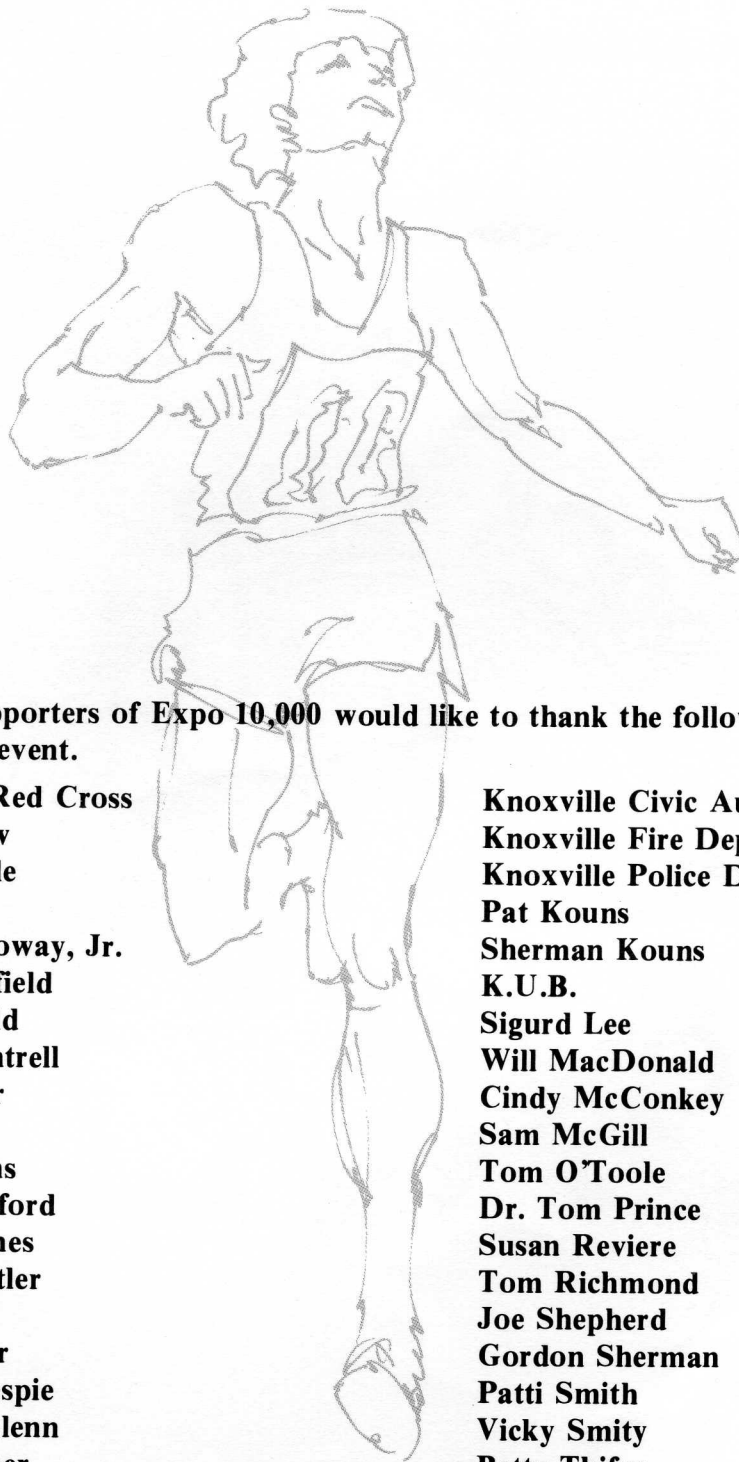 porters of Expo 10,000 would like to thank the follo
event.
Red Cross
le
oway, Jr.
field
d
trell
r
ns
ford
nes
tler
r
spie
lenn
er
Knoxville Civic Au
Knoxville Fire Dep
Knoxville Police D
Pat Kouns
Sherman Kouns
K.U.B.
Sigurd Lee
Will MacDonald
Cindy McConkey
Sam McGill
Tom O'Toole
Dr. Tom Prince
Susan Reviere
Tom Richmond
Joe Shepherd
Gordon Sherman
Patti Smith
Vicky Smity